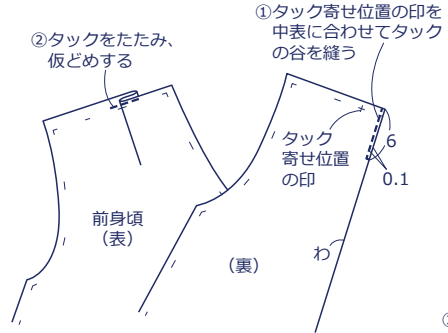 ①タック寄せ位置の印を
中表に合わせてタック
の谷を縫う
②タックをたたみ、
仮どめする
タック
寄せ位置
の印
6
0.1
前身頃
（表）
（裏）
わ